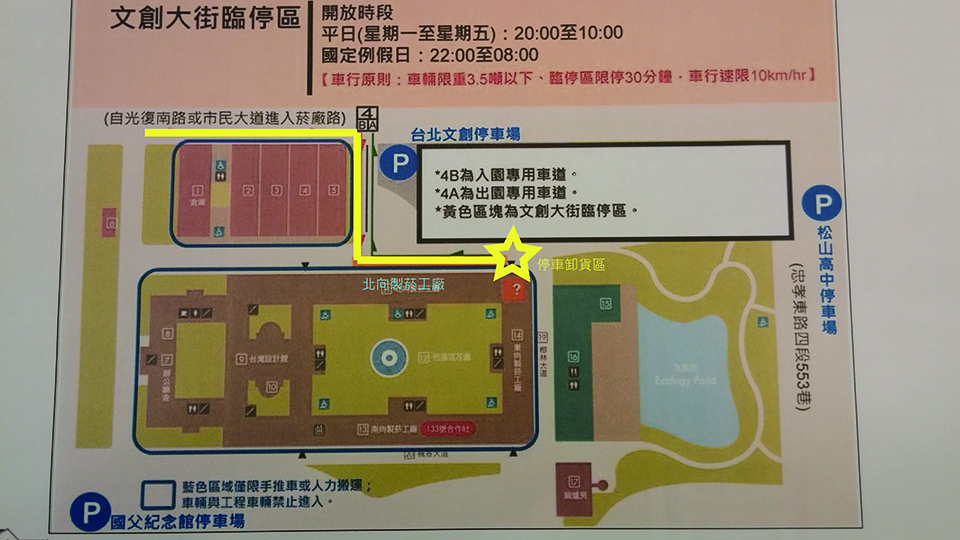 文創大街臨停區
開放時段
平日(星期一至星期五)：20:00至10:00
國定例假日：22:00至08:00
【車行原則：車輛限重3.5噸以下、臨停區限停30分鐘，車行速限10km/hr】
(自光復南路或市民大道進入菸廠路)
4
B A
台北文創停車場
P
*4B為入園專用車道。
*4A為出園專用車道。
*黃色區塊為文創大街臨停區。
P
松山高中停車場
(忠孝東路四段553巷)
1
倉庫
2
3
4
5
6
停車卸貨區
北向製菸工廠
?
8
7
9 台灣設計館
10
12 巴洛克花園
14 東向製菸工廠
13 南向製菸工廠
133號合作社
15
16
19
樹林大道
Ecology Pond
17
鍋爐房
20 機器大道
藍色區域僅限手推車或人力搬運；
車輛與工程車輛禁止進入。
P 國父紀念館停車場